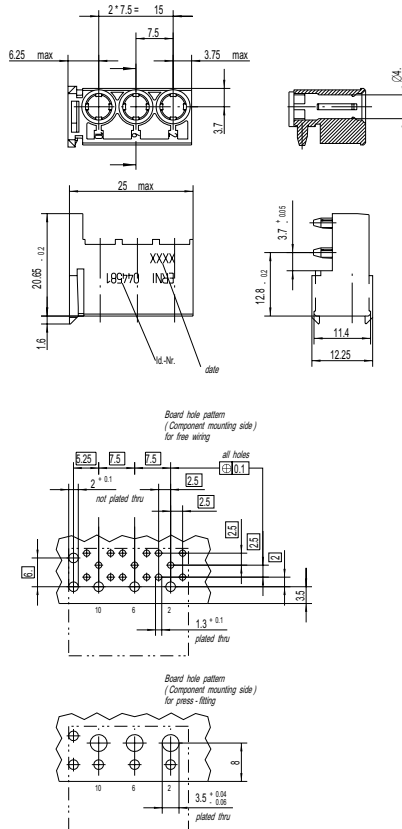 2 * 7.5 = 15
7.5
6.25 max
3.75 max
3.7
Ø4.
25 max
20.65 - 0.2
1.6
XXXX
ERNI 044581
Id.-Nr.
date
3.7 + 0.05
12.8 - 0.2
11.4
12.25
Board hole pattern
( Component mounting side )
for free wiring
all holes
0.1
5.25 7.5 7.5
2 + 0.1
not plated thru
2.5
2.5
2.5
2.5
2
3.5
6.
10 6 2
1.3 + 0.1
plated thru
Board hole pattern
( Component mounting side )
for press - fitting
10 6 2
8
3.5 + 0.04 - 0.06
plated thru